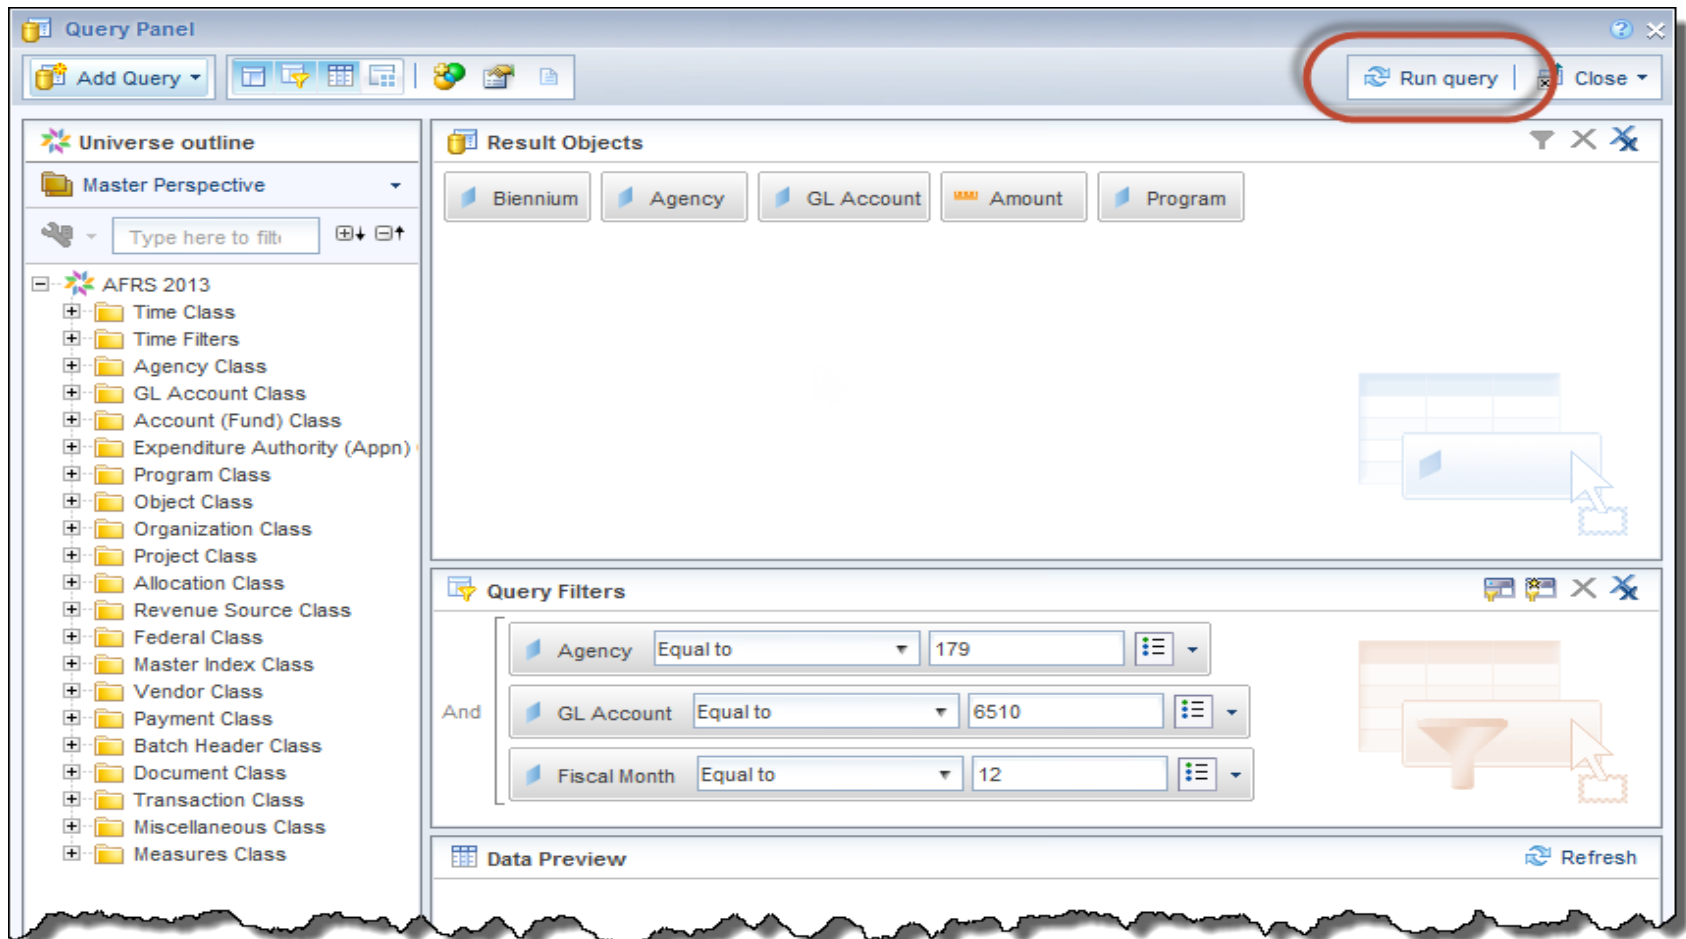 Query Panel
Add Query
Run query
Close
Universe outline
Master Perspective
Type here to filt
AFRS 2013
Time Class
Time Filters
Agency Class
GL Account Class
Account (Fund) Class
Expenditure Authority (Appn)
Program Class
Object Class
Organization Class
Project Class
Allocation Class
Revenue Source Class
Federal Class
Master Index Class
Vendor Class
Payment Class
Batch Header Class
Document Class
Transaction Class
Miscellaneous Class
Measures Class
Result Objects
Biennium Agency GL Account Amount Program
Query Filters
And
Agency Equal to 179
GL Account Equal to 6510
Fiscal Month Equal to 12
Data Preview
Refresh